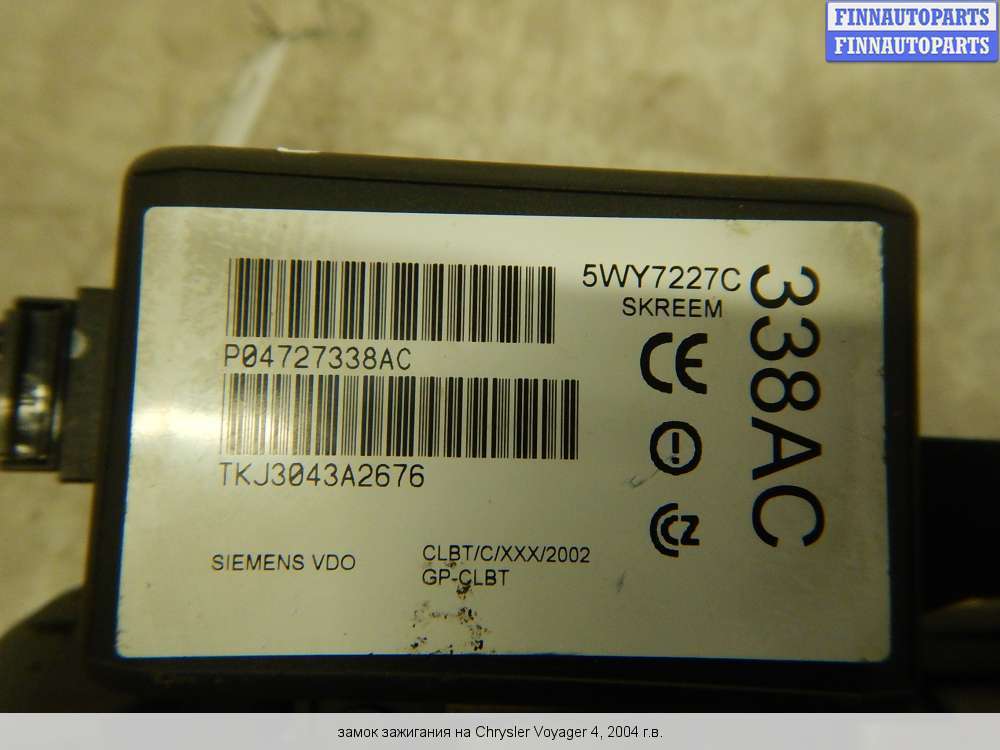 FINNAUTOPARTS
FINNAUTOPARTS
5WY7227C
SKREEM
P04727338AC
CE
338AC
TKJ3043A2676
CZ
SIEMENS VDO
CLBT/C/XXX/2002
GP-CLBT
замок зажигания на Chrysler Voyager 4, 2004 г.в.